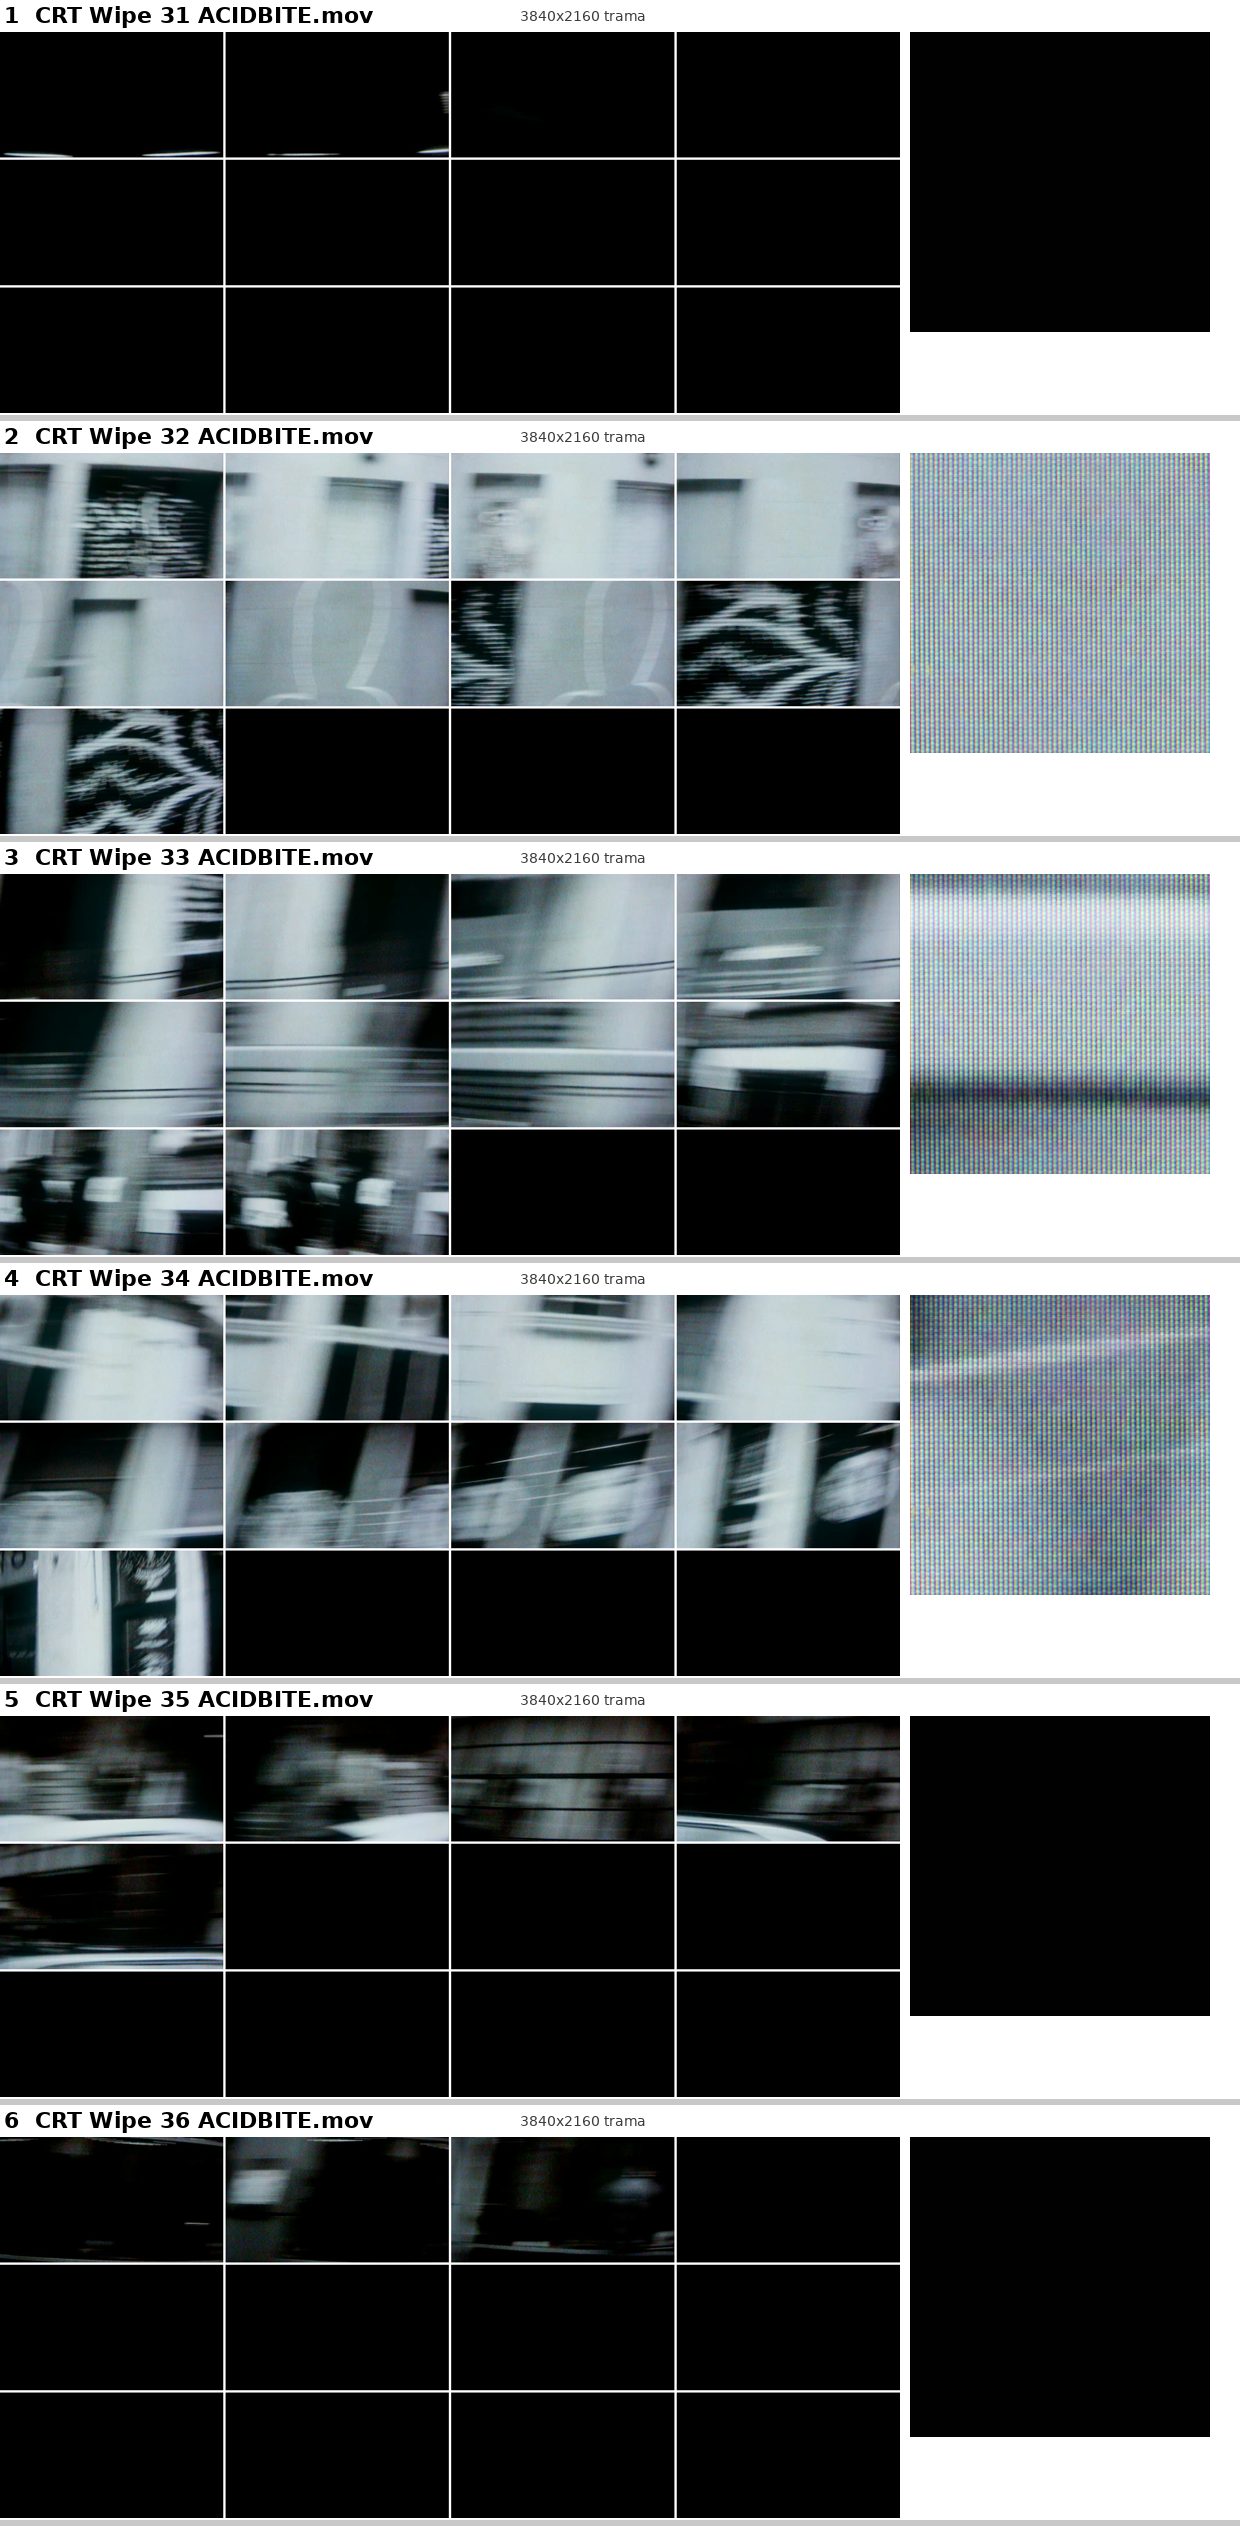 1 CRT Wipe 31 ACIDBITE.mov 3840x2160 trama
2 CRT Wipe 32 ACIDBITE.mov 3840x2160 trama
3 CRT Wipe 33 ACIDBITE.mov 3840x2160 trama
4 CRT Wipe 34 ACIDBITE.mov 3840x2160 trama
5 CRT Wipe 35 ACIDBITE.mov 3840x2160 trama
6 CRT Wipe 36 ACIDBITE.mov 3840x2160 trama